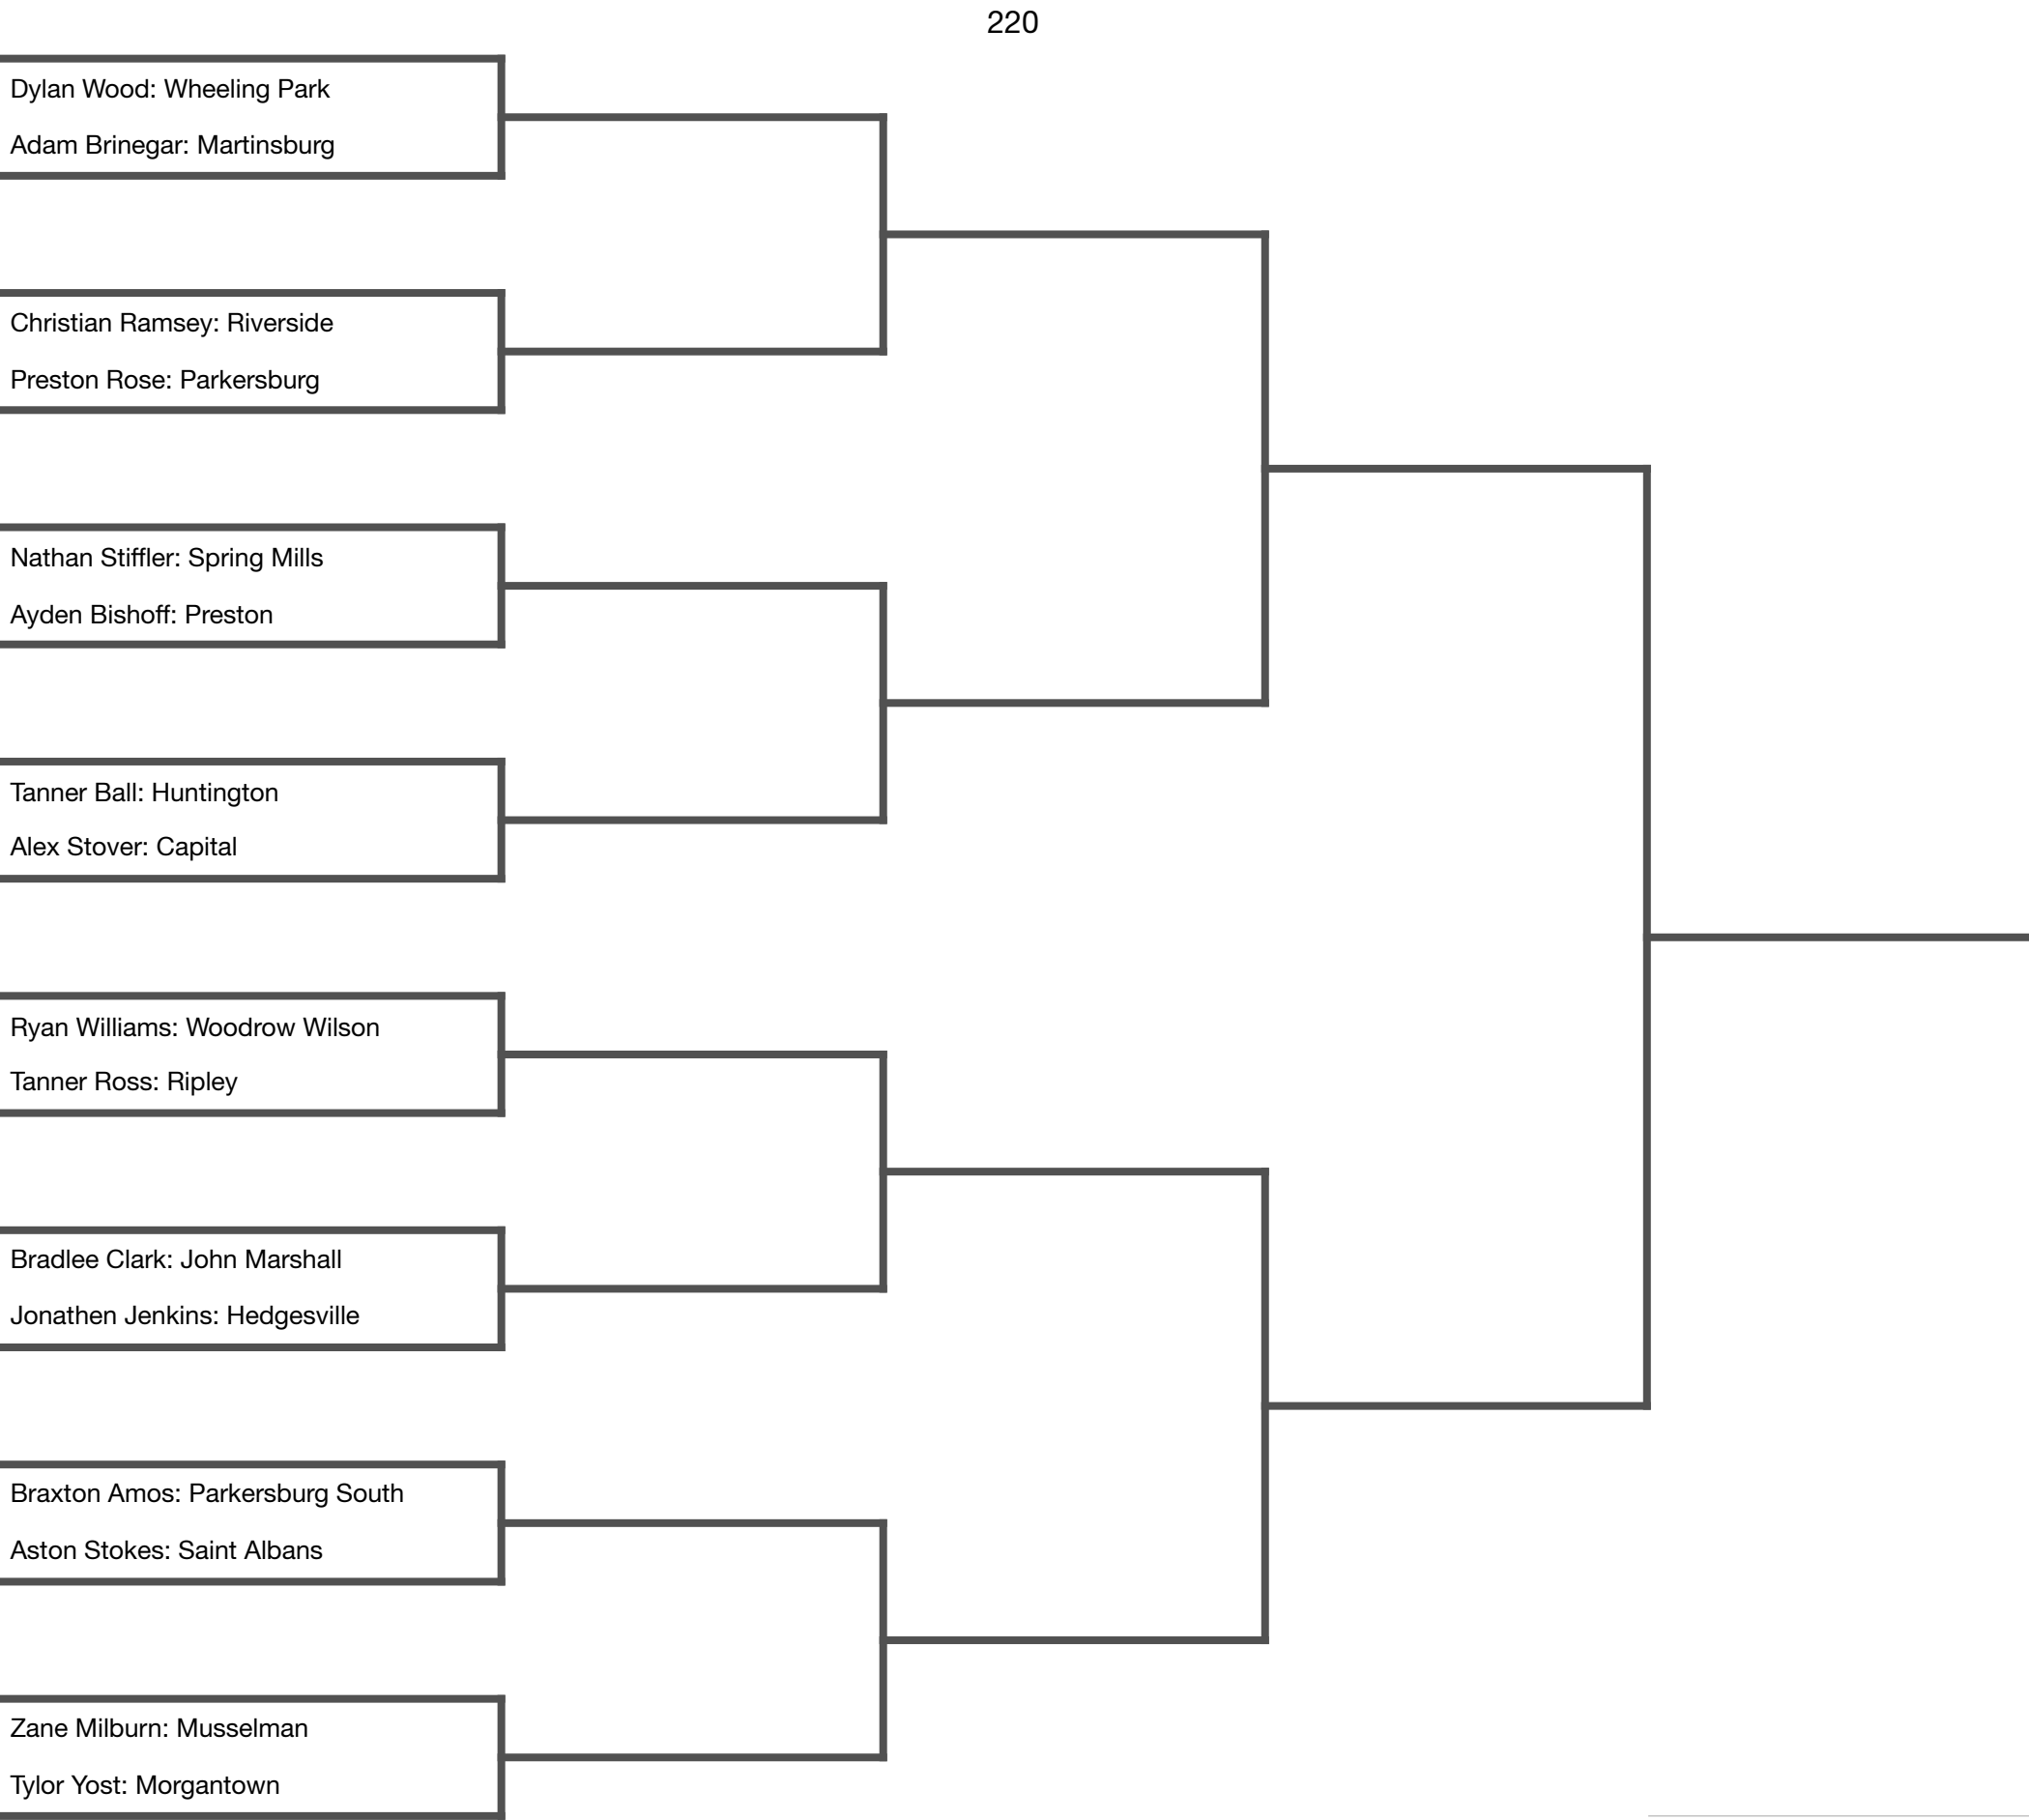 220
Dylan Wood: Wheeling Park
Adam Brinegar: Martinsburg
Christian Ramsey: Riverside
Preston Rose: Parkersburg
Nathan Stiffler: Spring Mills
Ayden Bishoff: Preston
Tanner Ball: Huntington
Alex Stover: Capital
Ryan Williams: Woodrow Wilson
Tanner Ross: Ripley
Bradlee Clark: John Marshall
Jonathen Jenkins: Hedgesville
Braxton Amos: Parkersburg South
Aston Stokes: Saint Albans
Zane Milburn: Musselman
Tylor Yost: Morgantown